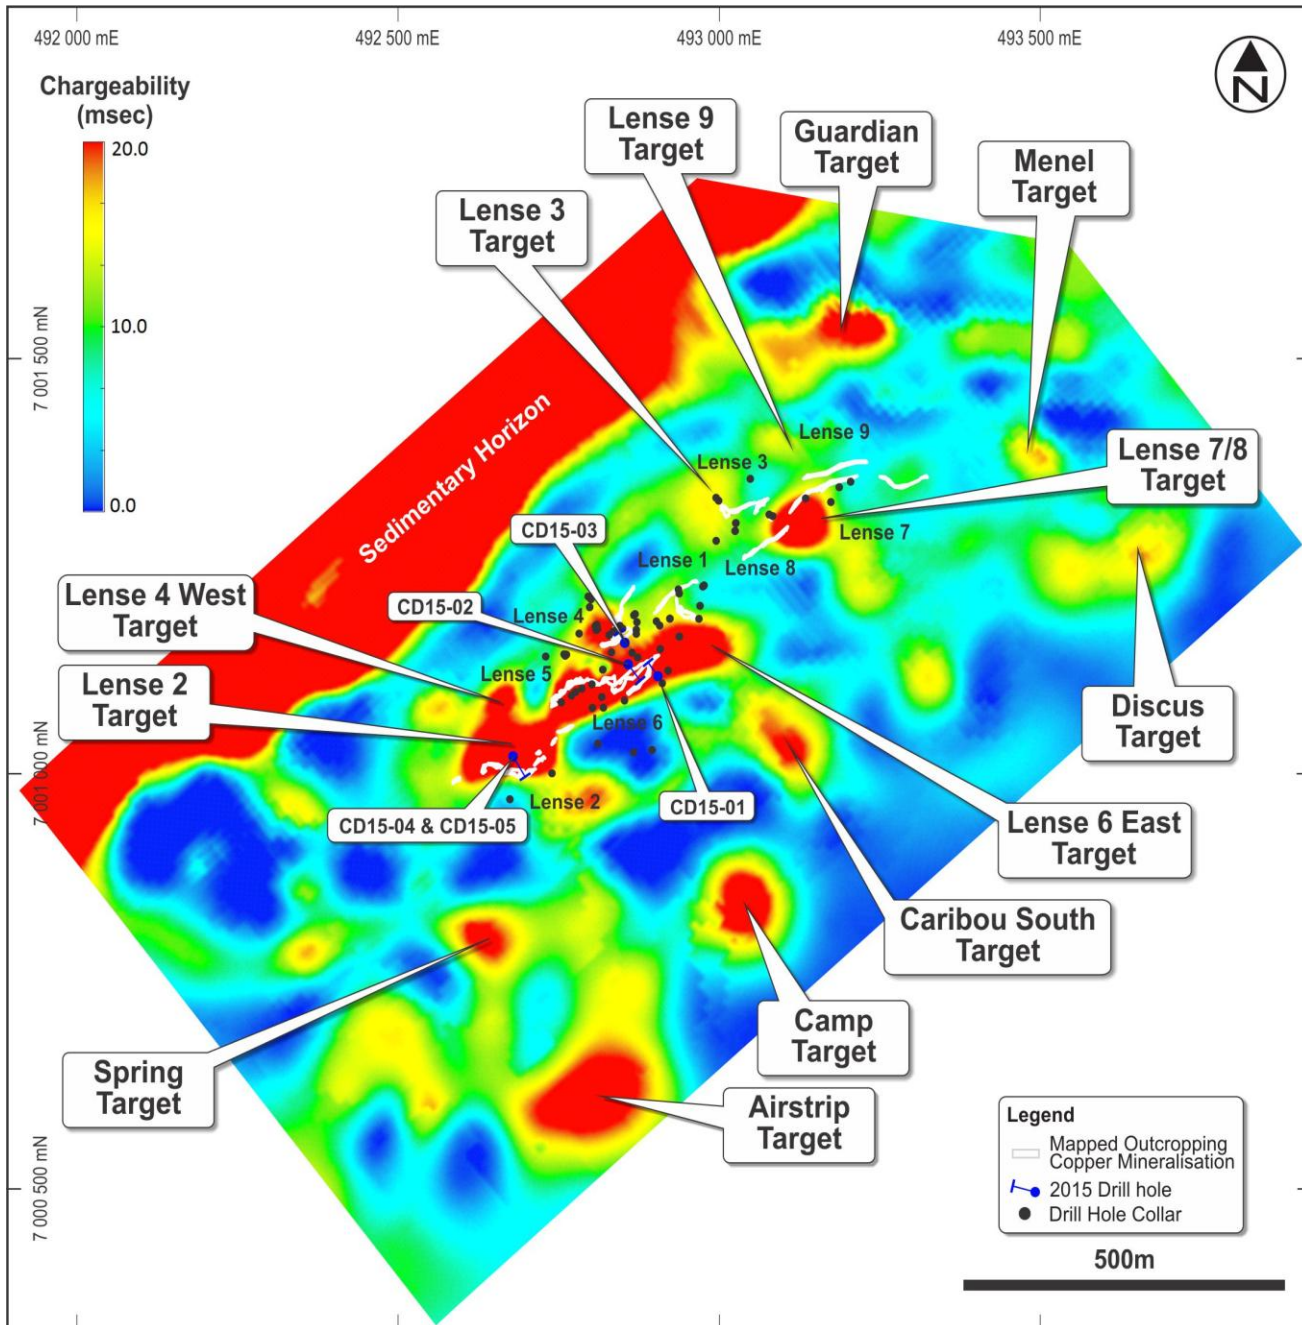 492 000 mE
492 500 mE
493 000 mE
493 500 mE
N
Chargeability
(msec)
20.0
10.0
0.0
7 001 500 mN
7 001 000 mN
7 000 500 mN
Lense 9
Target
Guardian
Target
Menel
Target
Lense 3
Target
Sedimentary Horizon
Lense 9
Lense 3
Lense 7/8
Target
CD15-03
Lense 7
Lense 1
Lense 8
Lense 4 West
Target
CD15-02
Lense 4
Lense 5
Lense 2
Target
Lense 6
Discus
Target
Lense 2
CD15-01
CD15-04 & CD15-05
Lense 6 East
Target
Caribou South
Target
Camp
Target
Spring
Target
Airstrip
Target
Legend
Mapped Outcropping
Copper Mineralisation
2015 Drill hole
Drill Hole Collar
500m